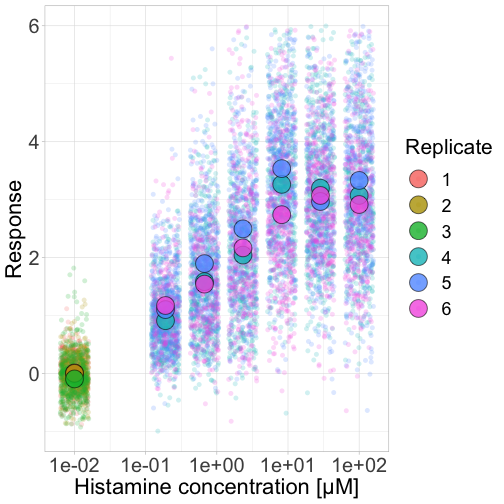 6
4
2
0
Response
1e-02 1e-01 1e+00 1e+01 1e+02
Histamine concentration [µM]
Replicate
1
2
3
4
5
6